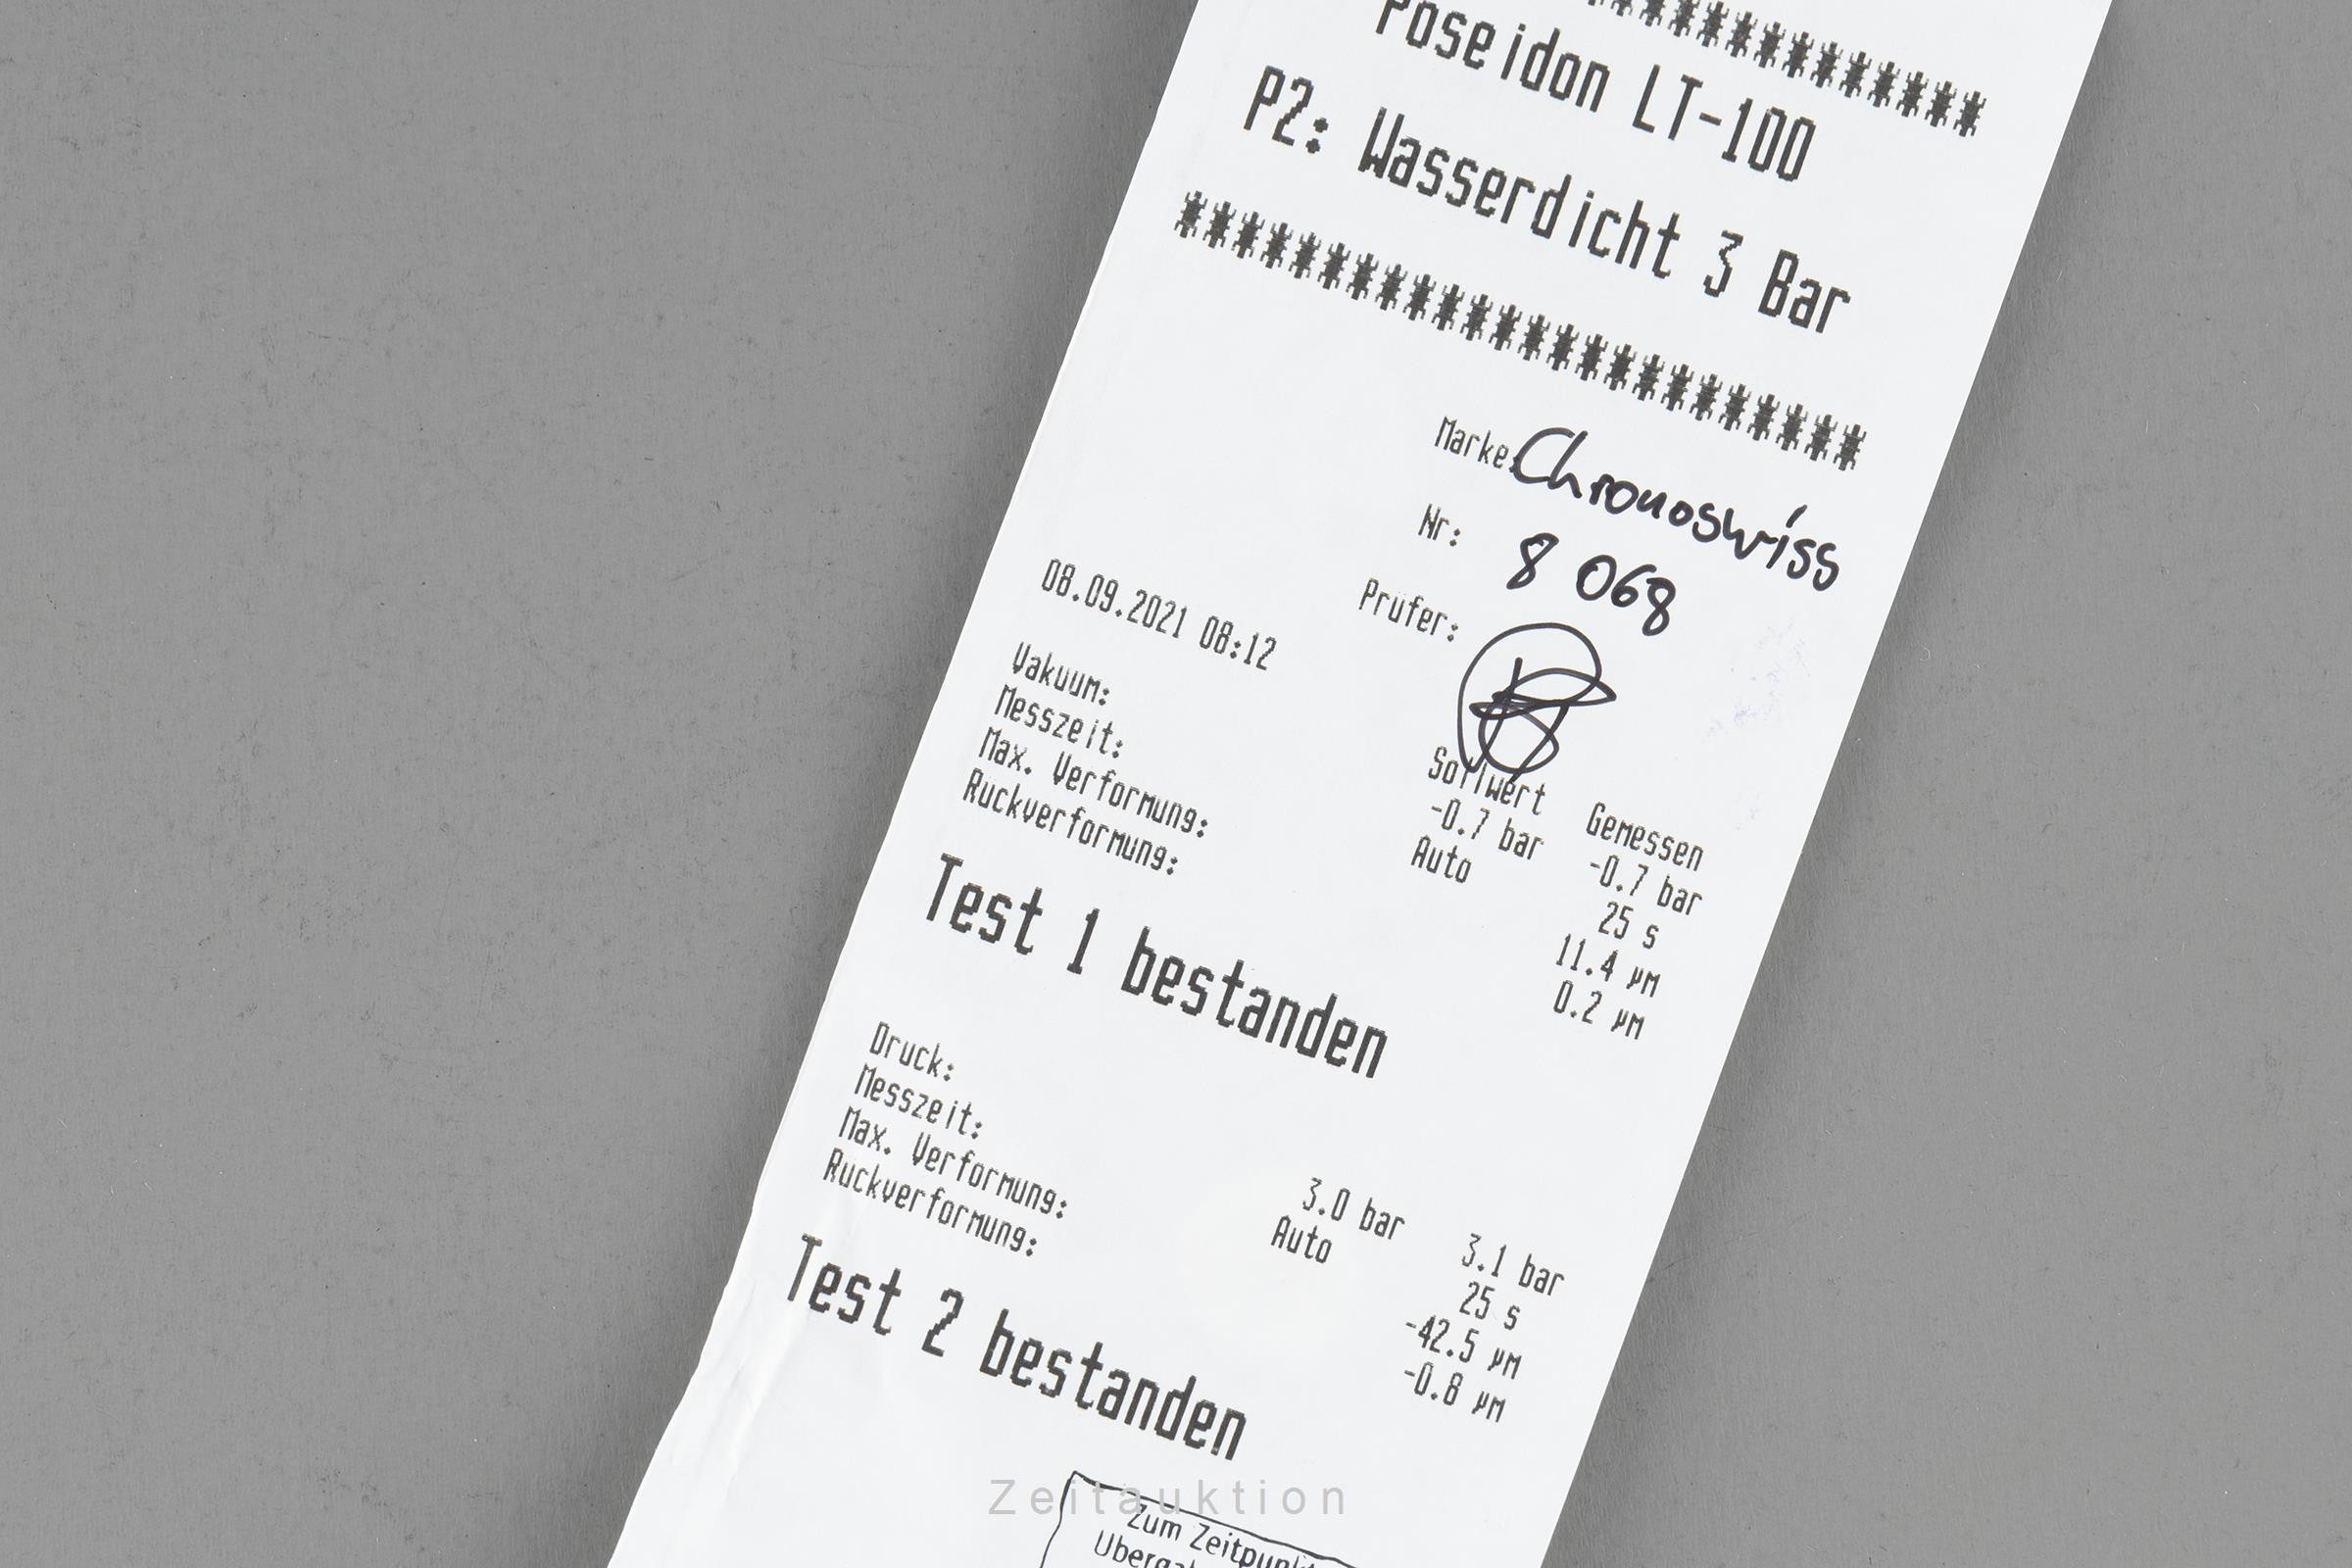 ********************
Poseidon LT-100
P2: Wasserdicht 3 Bar
************************
Marke: Chronoswiss
Nr: 8 068
Prüfer:
08.09.2021 08:12
Sollwert Gemessen
Vakuum: -0.7 bar -0.7 bar
Messzeit: Auto 25 s
Max. Verformung: 11.4 µm
Rückverformung: 0.2 µm
Test 1 bestanden
Druck: 3.0 bar 3.1 bar
Messzeit: Auto 25 s
Max. Verformung: -42.5 µm
Rückverformung: -0.8 µm
Test 2 bestanden
Zum Zeitpunkt
Zeitauktion